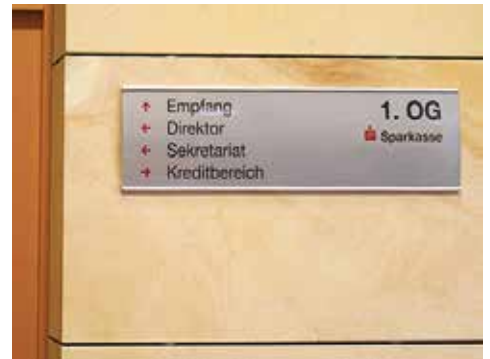 ↑ Empfang
← Direktor
← Sekretariat
→ Kreditbereich
1. OG
Sparkasse